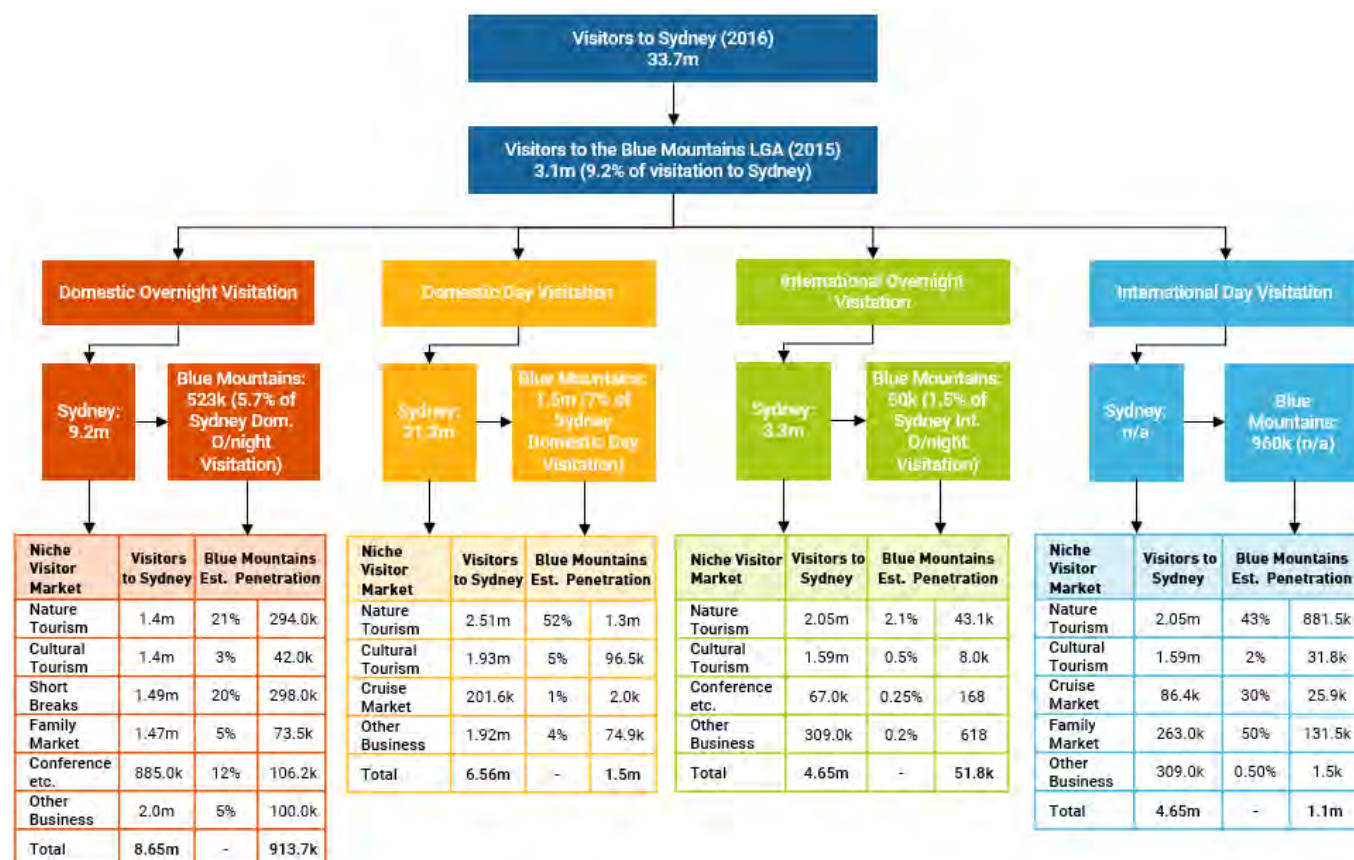 Visitors to Sydney (2016)
33.7m
Visitors to the Blue Mountains LGA (2015)
3.1m (9.2% of visitation to Sydney)
Domestic Overnight Visitation
Domestic Day Visitation
International Overnight
Visitation
International Day Visitation
Sydney:
9.2m
Blue Mountains:
523k (5.7% of
Sydney Dom.
O/night
Visitation)
Sydney:
21.2m
Blue Mountains:
1.5m (7% of
Sydney
Domestic Day
Visitation)
Sydney:
3.3m
Blue Mountains:
50k (1.5% of
Sydney Int.
O/night
Visitation)
Sydney:
n/a
Blue
Mountains:
960k (n/a)
Niche Visitor Market Visitors to Sydney Blue Mountains Est. Penetration
Nature Tourism 1.4m 21% 294.0k
Cultural Tourism 1.4m 3% 42.0k
Short Breaks 1.49m 20% 298.0k
Family Market 1.47m 5% 73.5k
Conference etc. 885.0k 12% 106.2k
Other Business 2.0m 5% 100.0k
Total 8.65m - 913.7k
Niche Visitor Market Visitors to Sydney Blue Mountains Est. Penetration
Nature Tourism 2.51m 52% 1.3m
Cultural Tourism 1.93m 5% 96.5k
Cruise Market 201.6k 1% 2.0k
Other Business 1.92m 4% 74.9k
Total 6.56m - 1.5m
Niche Visitor Market Visitors to Sydney Blue Mountains Est. Penetration
Nature Tourism 2.05m 2.1% 43.1k
Cultural Tourism 1.59m 0.5% 8.0k
Conference etc. 67.0k 0.25% 168
Other Business 309.0k 0.2% 618
Total 4.65m - 51.8k
Niche Visitor Market Visitors to Sydney Blue Mountains Est. Penetration
Nature Tourism 2.05m 43% 881.5k
Cultural Tourism 1.59m 2% 31.8k
Cruise Market 86.4k 30% 25.9k
Family Market 263.0k 50% 131.5k
Other Business 309.0k 0.50% 1.5k
Total 4.65m - 1.1m